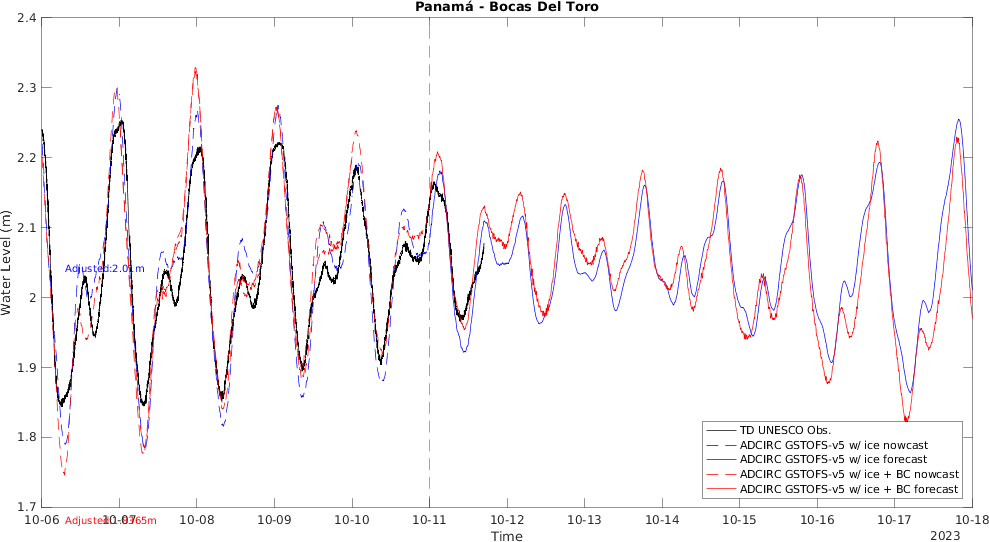 Panamá - Bocas Del Toro
2.4
2.3
2.2
2.1
2
1.9
1.8
1.7
Water Level (m)
Adjusted:2.01m
TD UNESCO Obs.
ADCIRC GSTOFS-v5 w/ ice nowcast
ADCIRC GSTOFS-v5 w/ ice forecast
ADCIRC GSTOFS-v5 w/ ice + BC nowcast
ADCIRC GSTOFS-v5 w/ ice + BC forecast
10-06 10-07 10-08 10-09 10-10 10-11 10-12 10-13 10-14 10-15 10-16 10-17 10-18
Time
2023